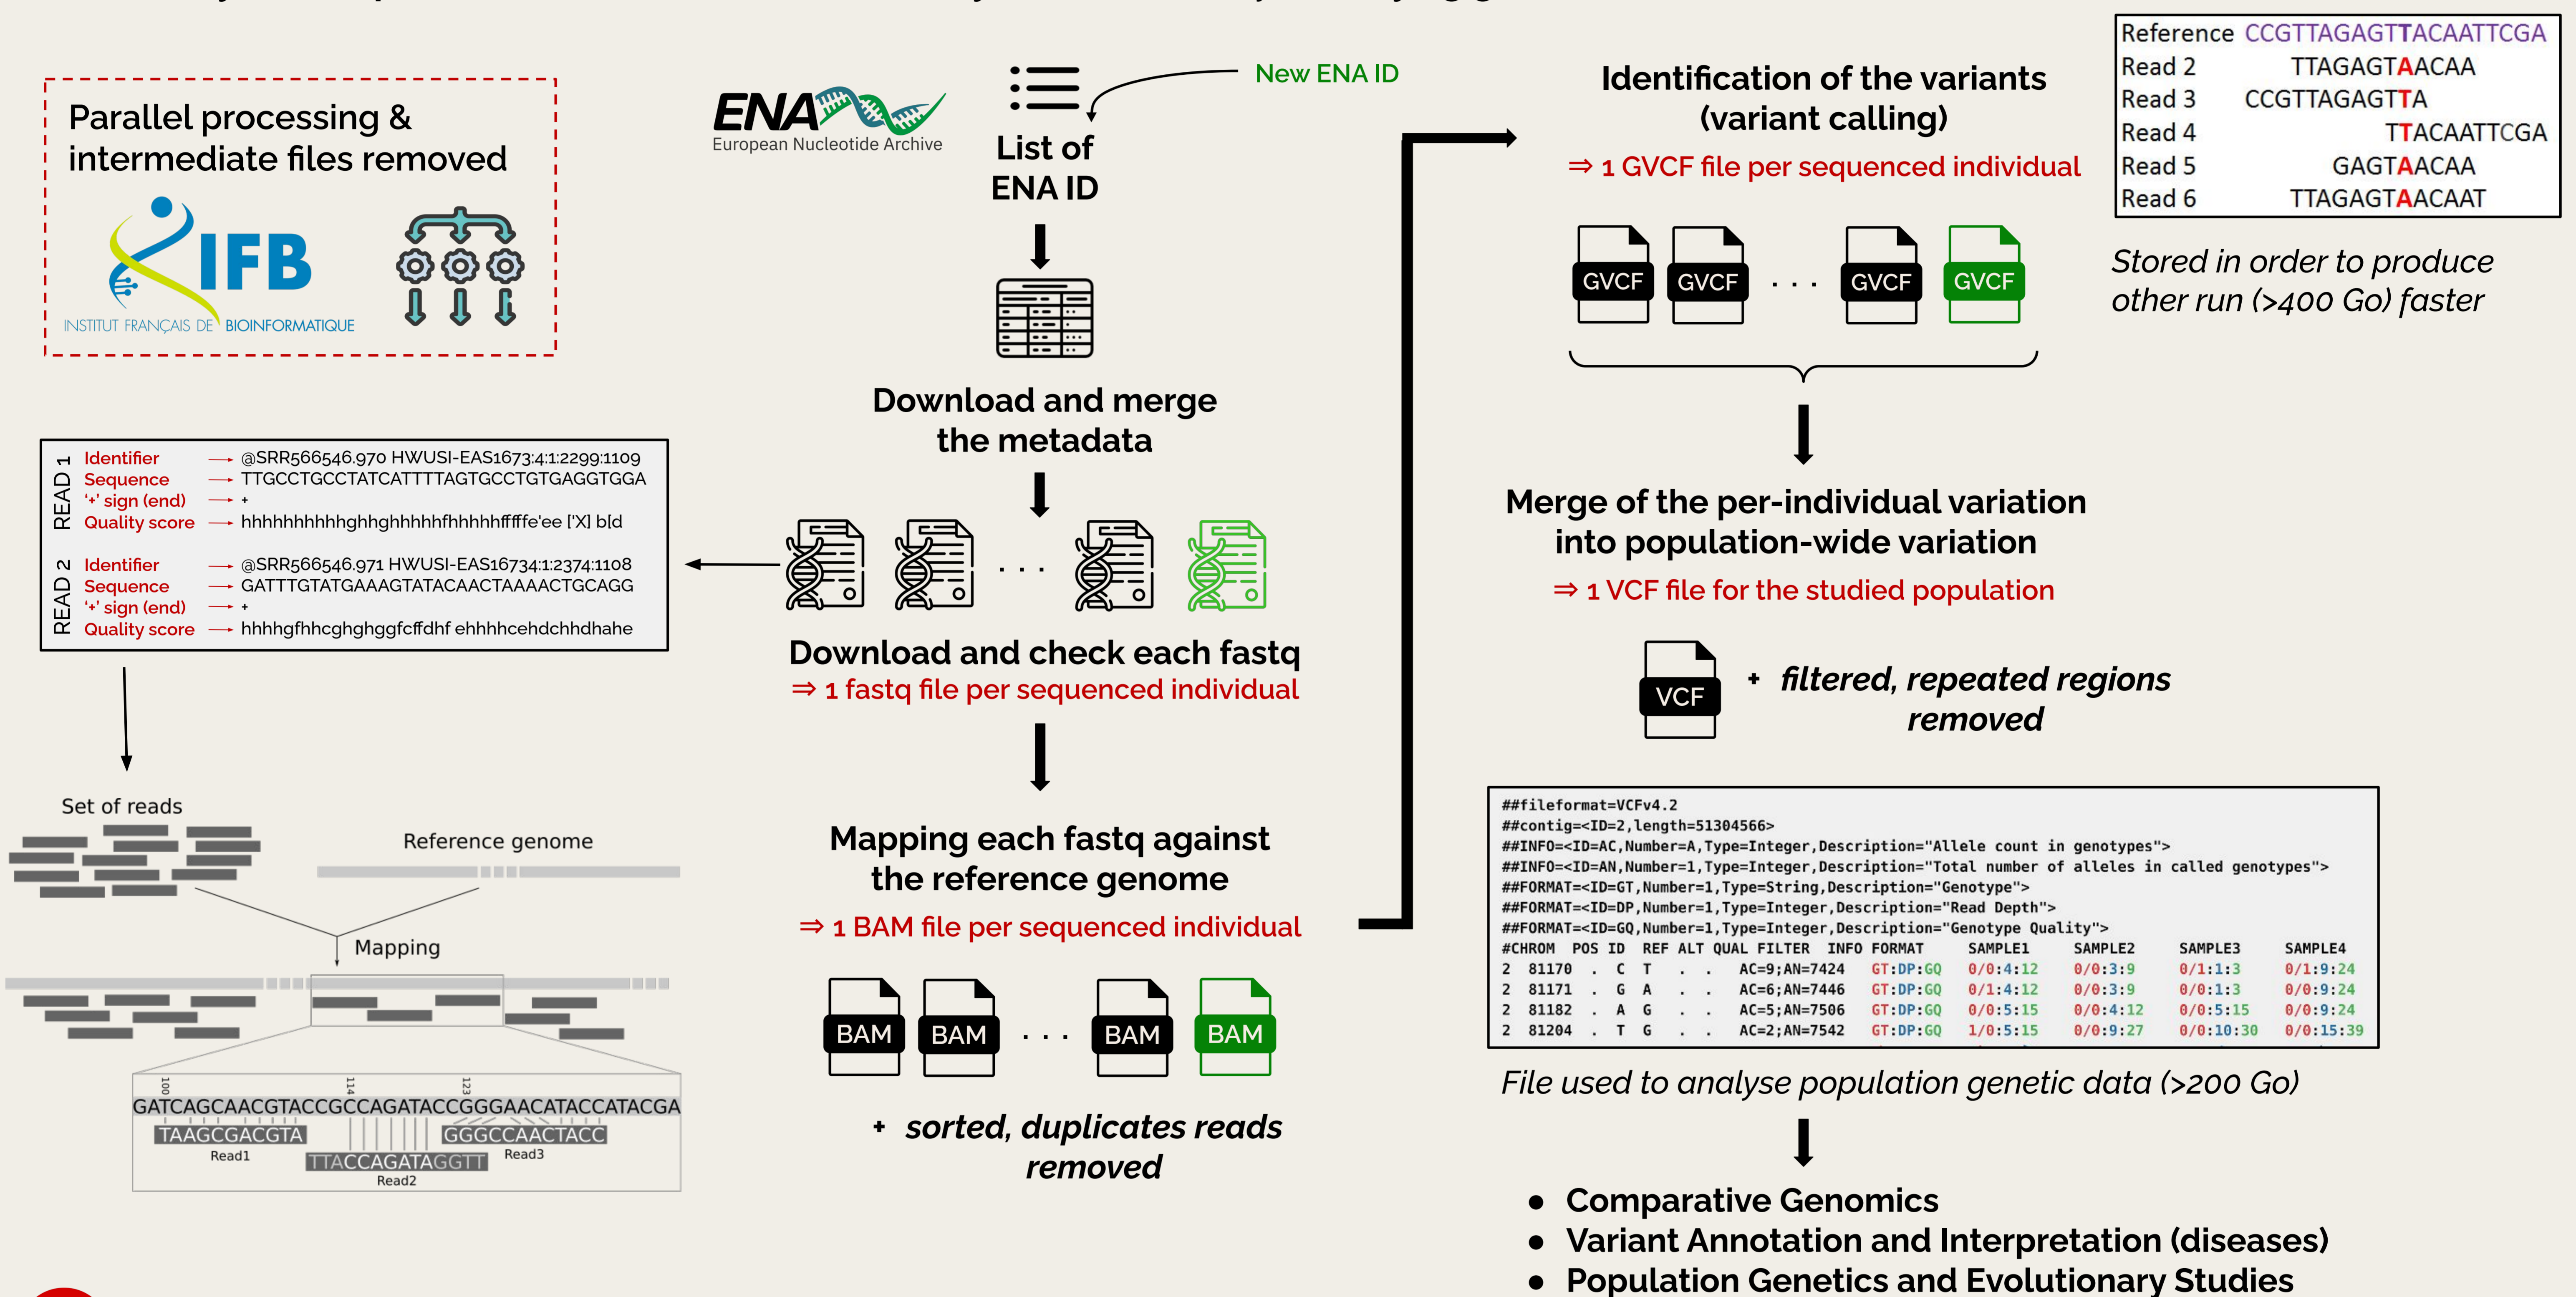 Parallel processing &
intermediate files removed
IFB
INSTITUT FRANÇAIS DE BIOINFORMATIQUE
ENA
European Nucleotide Archive
New ENA ID
List of
ENA ID
Download and merge
the metadata
READ 1
Identifier @SRR566546.970 HWUSI-EAS1673:4:1:2299:1109
Sequence TTGCCTGCCTATCATTTTAGTGCCTGTGAGGTGGA
'+' sign (end) +
Quality score hhhhhhhhhhghhghhhhhfhhhhhfffffe'ee ['X] b[d
READ 2
Identifier @SRR566546.971 HWUSI-EAS16734:1:2374:1108
Sequence GATTTGTATGAAAGTATACAACTAAAACTGCAGG
'+' sign (end) +
Quality score hhhhgfhhcghghggfcffdhf ehhhhcehdchhdhahe
. . .
Download and check each fastq
⇒ 1 fastq file per sequenced individual
Set of reads
Reference genome
Mapping
100 114 123
GATCAGCAACGTACCGCCAGATACCGGGAACATACCATACGA
TAAGCGACGTA GGGCCAACTACC
Read1 Read3
TTACCAGATAGGTT
Read2
Mapping each fastq against
the reference genome
⇒ 1 BAM file per sequenced individual
BAM BAM . . . BAM BAM
+ sorted, duplicates reads
removed
Identification of the variants
(variant calling)
⇒ 1 GVCF file per sequenced individual
GVCF GVCF . . . GVCF GVCF
Reference CCGTTAGAGTTACAATTCGA
Read 2 TTAGAGTAACAA
Read 3 CCGTTAGAGTTA
Read 4 TTACAATTCGA
Read 5 GAGTAACAA
Read 6 TTAGAGTAACAAT
Stored in order to produce
other run (>400 Go) faster
Merge of the per-individual variation
into population-wide variation
⇒ 1 VCF file for the studied population
VCF + filtered, repeated regions
removed
##fileformat=VCFv4.2
##contig=<ID=2,length=51304566>
##INFO=<ID=AC,Number=A,Type=Integer,Description="Allele count in genotypes">
##INFO=<ID=AN,Number=1,Type=Integer,Description="Total number of alleles in called genotypes">
##FORMAT=<ID=GT,Number=1,Type=String,Description="Genotype">
##FORMAT=<ID=DP,Number=1,Type=Integer,Description="Read Depth">
##FORMAT=<ID=GQ,Number=1,Type=Integer,Description="Genotype Quality">
#CHROM POS ID REF ALT QUAL FILTER INFO FORMAT SAMPLE1 SAMPLE2 SAMPLE3 SAMPLE4
2 81170 . C T . . AC=9;AN=7424 GT:DP:GQ 0/0:4:12 0/0:3:9 0/1:1:3 0/1:9:24
2 81171 . G A . . AC=6;AN=7446 GT:DP:GQ 0/1:4:12 0/0:3:9 0/0:1:3 0/0:9:24
2 81182 . A G . . AC=5;AN=7506 GT:DP:GQ 0/0:5:15 0/0:4:12 0/0:5:15 0/0:9:24
2 81204 . T G . . AC=2;AN=7542 GT:DP:GQ 1/0:5:15 0/0:9:27 0/0:10:30 0/0:15:39
File used to analyse population genetic data (>200 Go)
● Comparative Genomics
● Variant Annotation and Interpretation (diseases)
● Population Genetics and Evolutionary Studies